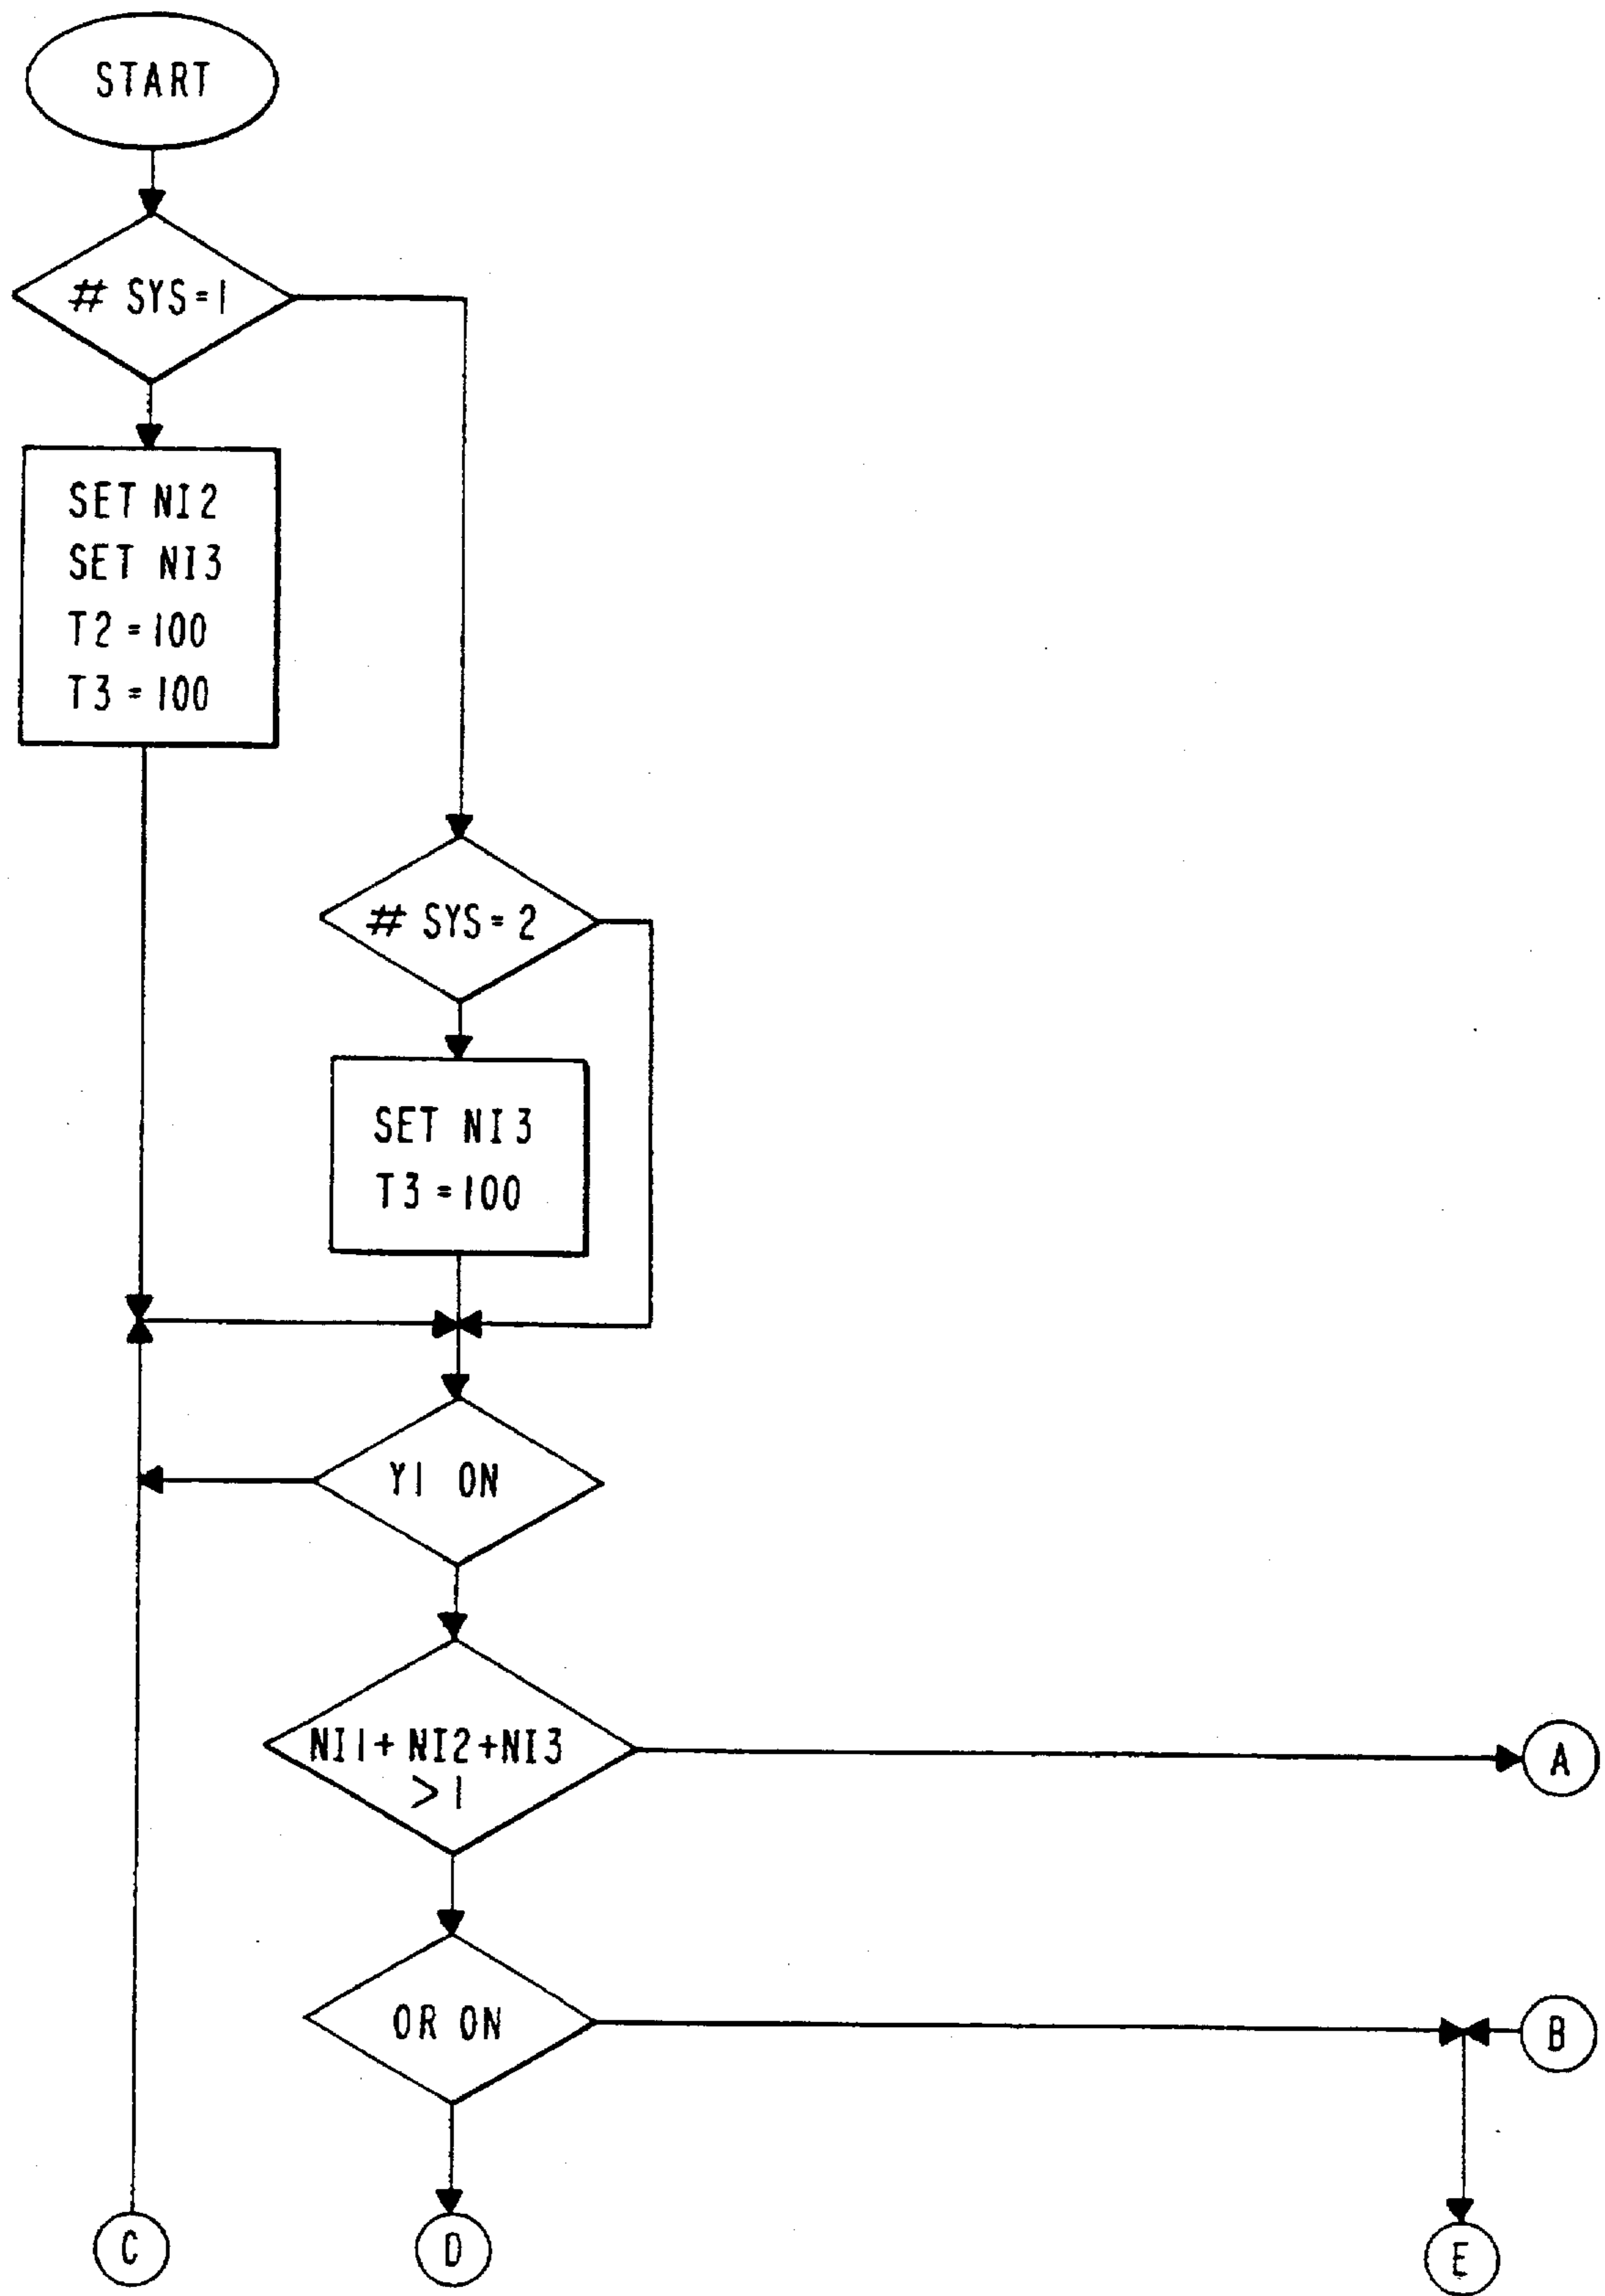 START
# SYS=1
SET NI2
SET NI3
T2=100
T3=100
# SYS=2
SET NI3
T3=100
Y1 ON
NI1+NI2+NI3
>1
A
OR ON
B
C
D
E